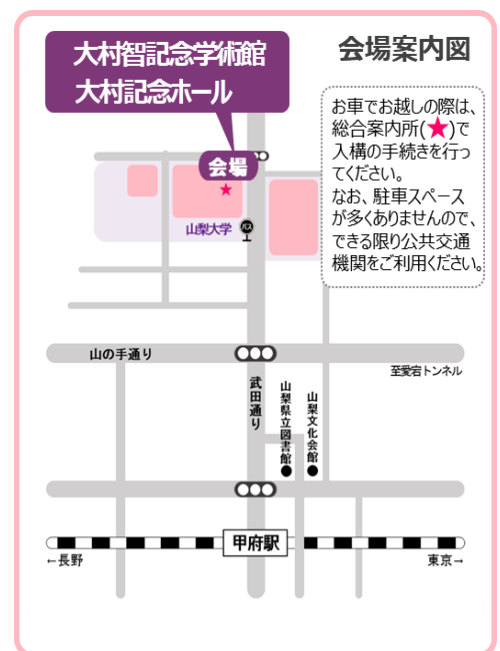 大村智記念学術館
大村記念ホール
会場案内図
お車でお越しの際は、
総合案内所(★)で
入構の手続きを行っ
てください。
なお、駐車スペース
が多くありませんので、
できる限り公共交通
機関をご利用ください。
会場
山梨大学
バス
山の手通り
至愛宕トンネル
武田通り
山梨県立図書館
山梨文化会館
甲府駅
←長野
東京→